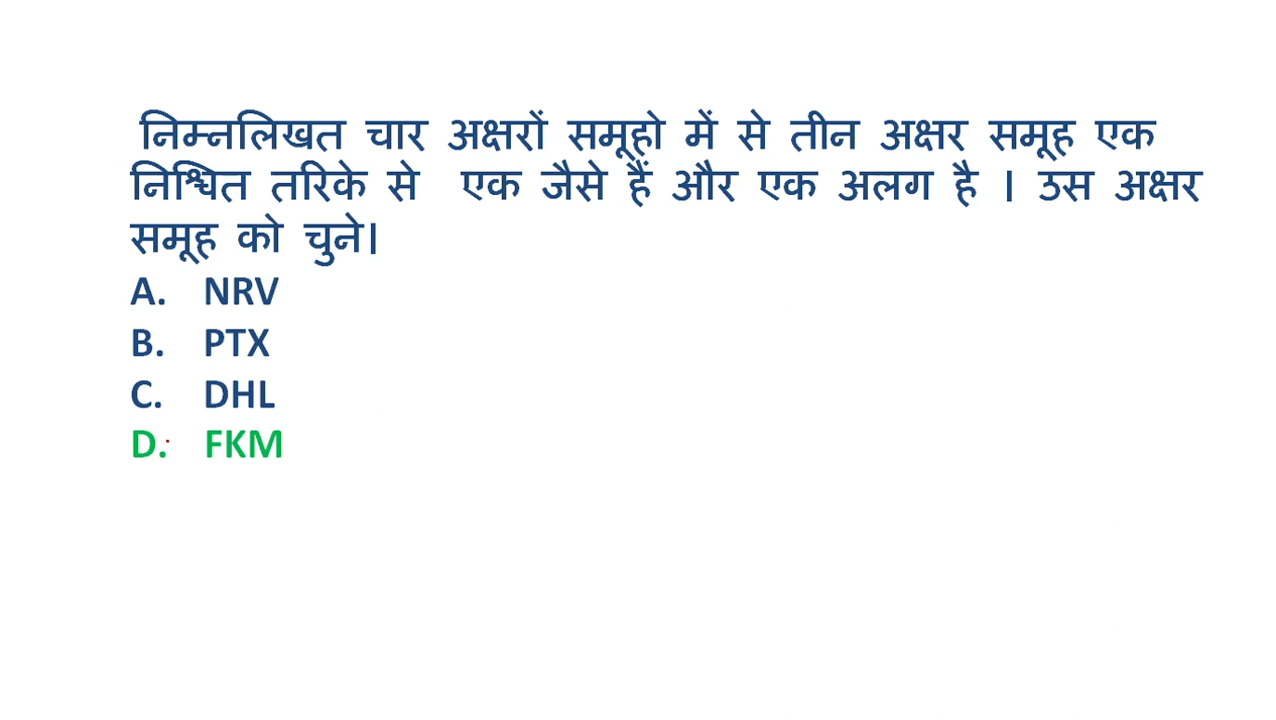 निम्नलिखत चार अक्षरों समूहो में से तीन अक्षर समूह एक
निश्चित तरिके से एक जैसे हैं और एक अलग है । उस अक्षर
समूह को चुने।
A. NRV
B. PTX
C. DHL
D. FKM